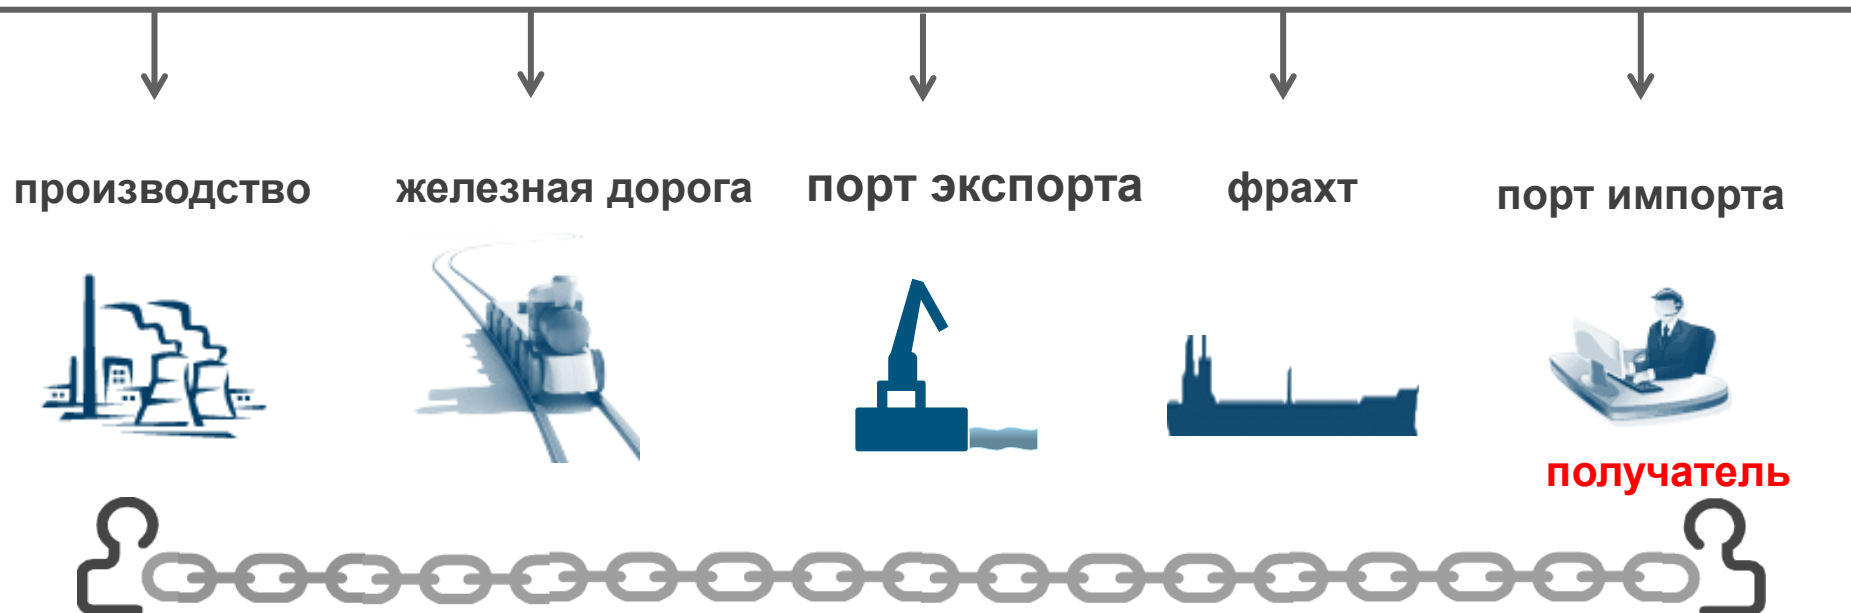 производство
железная дорога
порт экспорта
фрахт
порт импорта
получатель